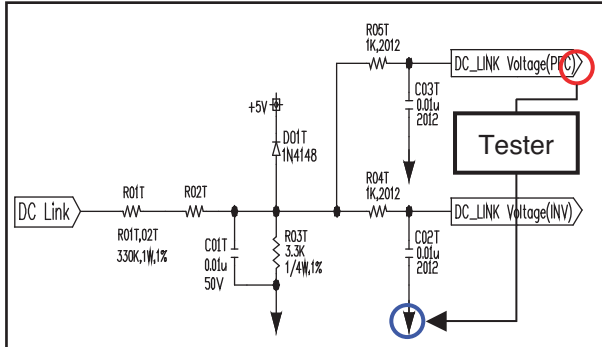 R05T
1K,2012
DC_LINK Voltage(PFC)
+5V
D01T
1N4148
C03T
0.01u
2012
Tester
DC Link
R01T
R02T
R01T,02T
330K,1W,1%
C01T
0.01u
50V
R03T
3.3K
1/4W,1%
R04T
1K,2012
DC_LINK Voltage(INV)
C02T
0.01u
2012